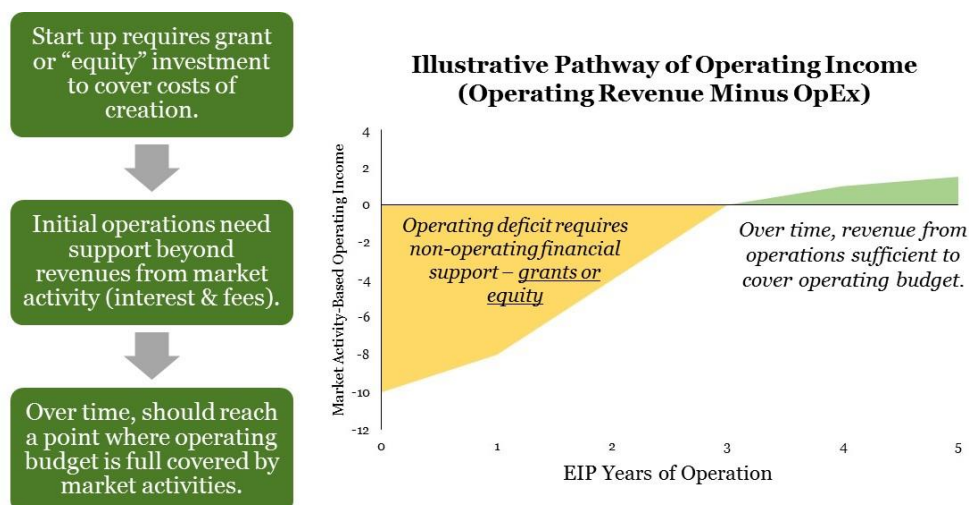 Start up requires grant
or “equity” investment
to cover costs of
creation.
Initial operations need
support beyond
revenues from market
activity (interest & fees).
Over time, should reach
a point where operating
budget is full covered by
market activities.
Illustrative Pathway of Operating Income
(Operating Revenue Minus OpEx)
Market Activity-Based Operating Income
4
2
0
-2
-4
-6
-8
-10
-12
Operating deficit requires
non-operating financial
support – grants or
equity
Over time, revenue from
operations sufficient to
cover operating budget.
0 1 2 3 4 5
EIP Years of Operation